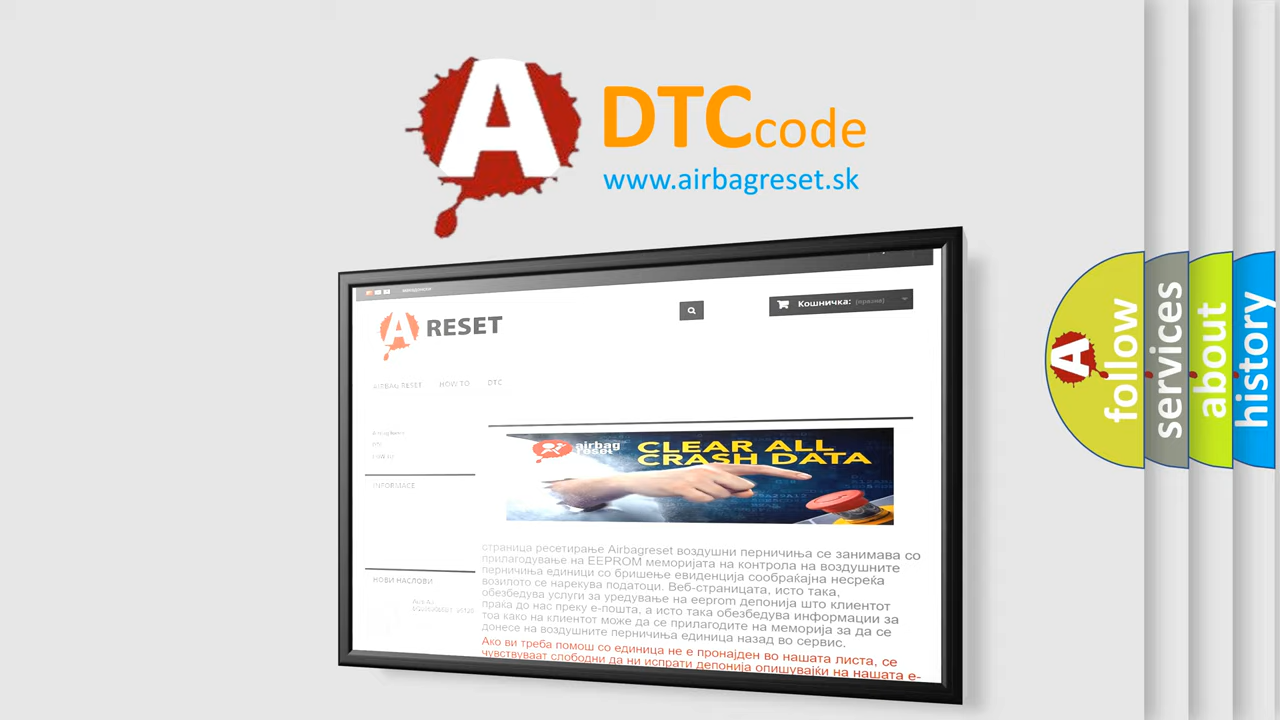 A
DTCcode
www.airbagreset.sk
A RESET
Кошничка: (празни)
AIRBAG RESET HOW TO DTC
INFORMACE
airbag
reset
CLEAR ALL
CRASH DATA
страница ресетирање Airbagreset воздушни перничиња се занимава со
прилагодување на EEPROM меморијата на контрола на воздушните
перничиња единици со бришење евиденција сообраќајна несреќа
возилото се нарекува податоци. Веб-страницата, исто така,
обезбедува услуги за уредување на eeprom депонија што клиентот
праќа до нас преку е-пошта, а исто така обезбедува информации за
тоа како на клиентот може да се прилагодите на меморија за да се
донесе на воздушните перничиња единица назад во сервис.
НОВИ НАСЛОВИ
Ако ви треба помош со единица не е пронајден во нашата листа, се
чувствуваат слободни да ни испрати депонија опишувајќи на нашата е-
A
follow
services
about
history